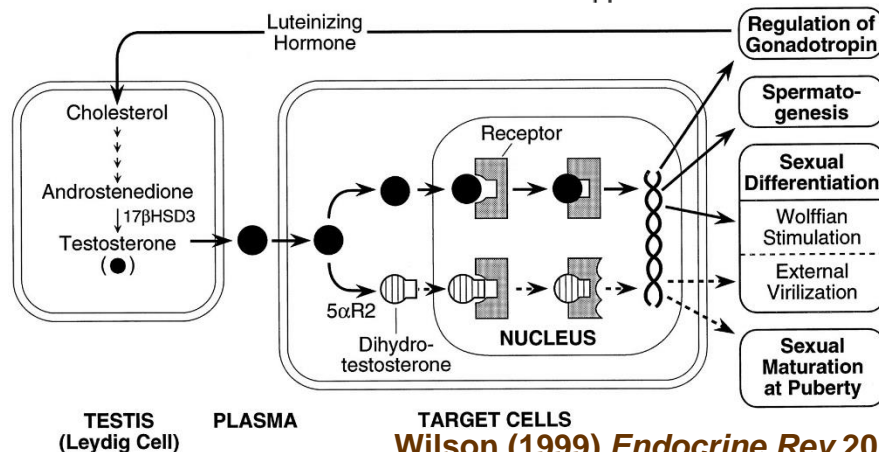 Luteinizing
Hormone
Regulation of
Gonadotropin
Cholesterol
Androstenedione
17βHSD3
Testosterone
(●)
5αR2
Dihydro-
testosterone
Receptor
NUCLEUS
Spermato-
genesis
Sexual
Differentiation
Wolffian
Stimulation
External
Virilization
Sexual
Maturation
at Puberty
TESTIS
(Leydig Cell)
PLASMA
TARGET CELLS
Wilson (1999) Endocrine Rev 20